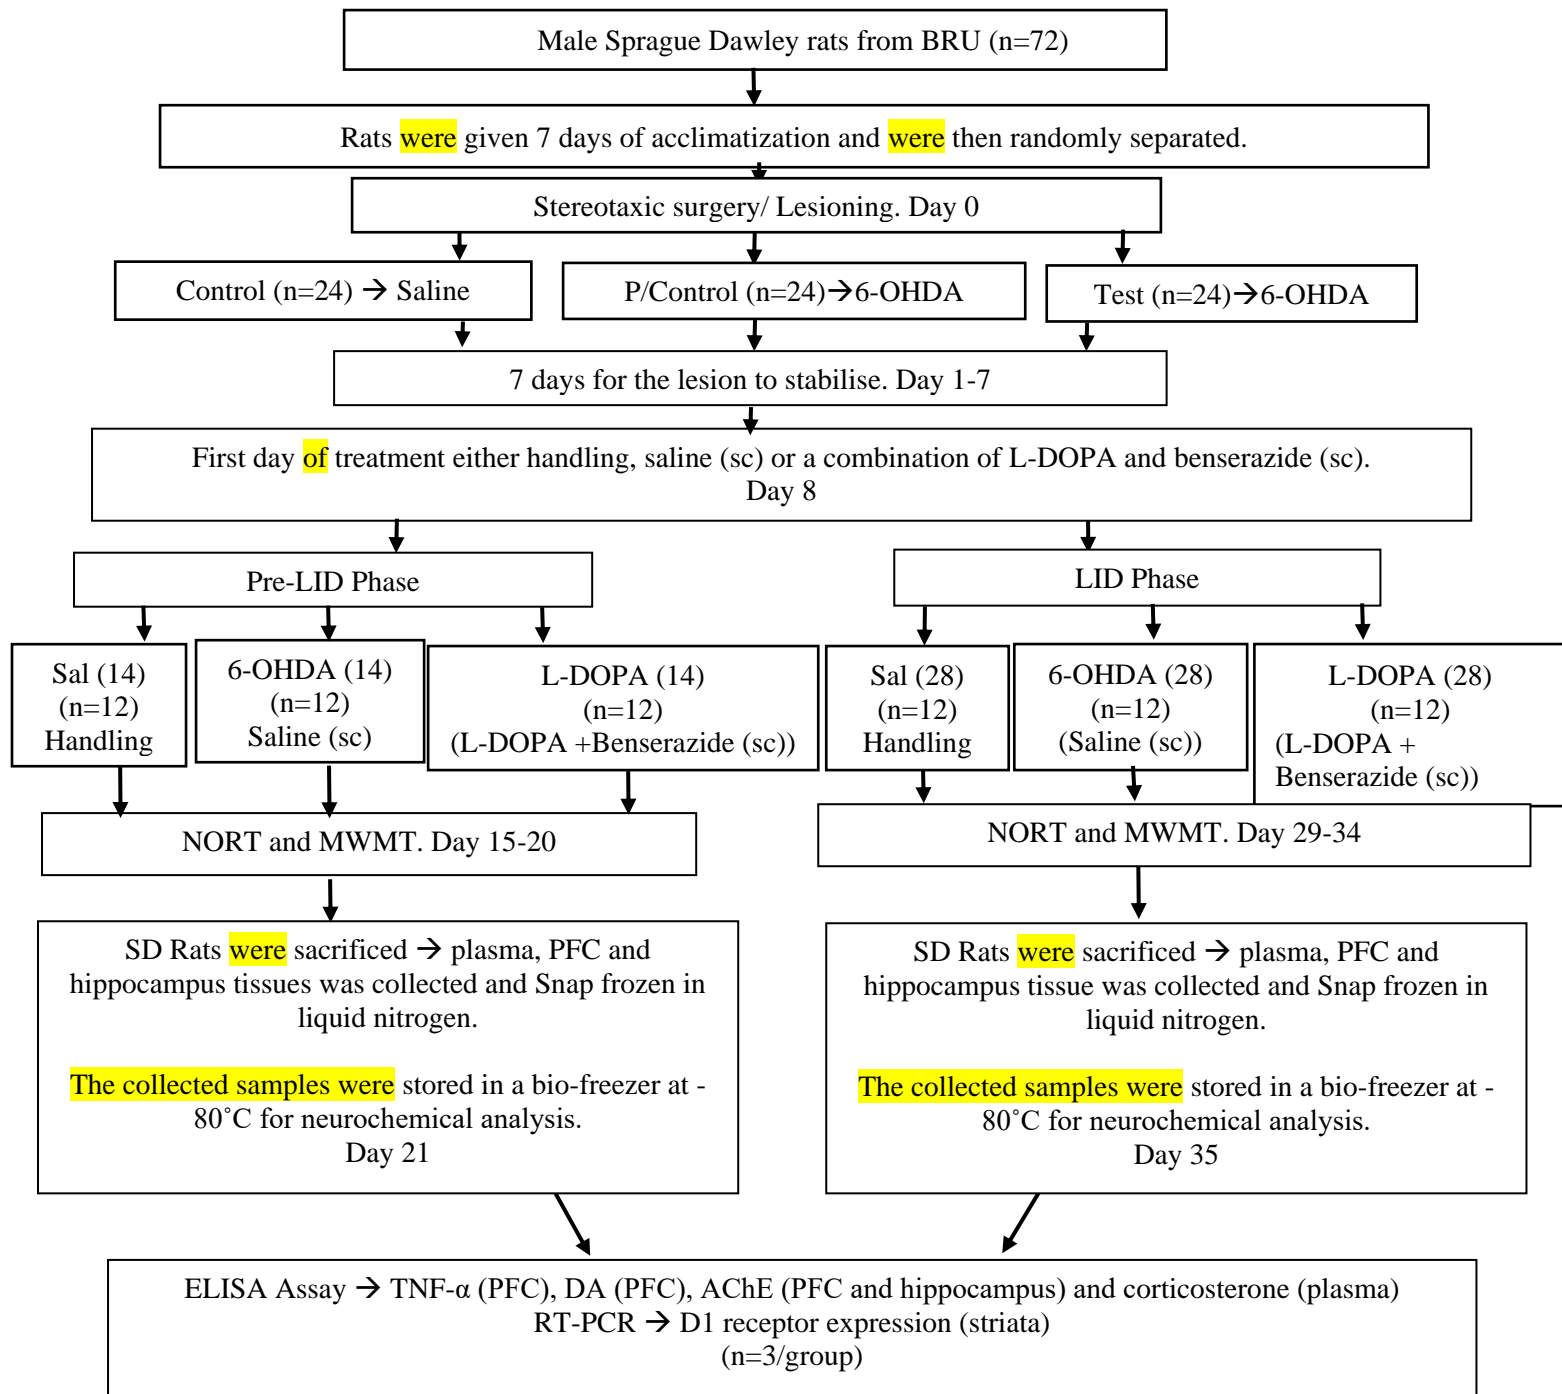 Male Sprague Dawley rats from BRU (n=72)
Rats were given 7 days of acclimatization and were then randomly separated.
Stereotaxic surgery/ Lesioning. Day 0
Control (n=24) → Saline
P/Control (n=24)→6-OHDA
Test (n=24)→6-OHDA
7 days for the lesion to stabilise. Day 1-7
First day of treatment either handling, saline (sc) or a combination of L-DOPA and benserazide (sc).
Day 8
Pre-LID Phase
LID Phase
Sal (14)
(n=12)
Handling
6-OHDA (14)
(n=12)
Saline (sc)
L-DOPA (14)
(n=12)
(L-DOPA +Benserazide (sc))
Sal (28)
(n=12)
Handling
6-OHDA (28)
(n=12)
(Saline (sc))
L-DOPA (28)
(n=12)
(L-DOPA +
Benserazide (sc))
NORT and MWMT. Day 15-20
NORT and MWMT. Day 29-34
SD Rats were sacrificed → plasma, PFC and
hippocampus tissues was collected and Snap frozen in
liquid nitrogen.
The collected samples were stored in a bio-freezer at -
80˚C for neurochemical analysis.
Day 21
SD Rats were sacrificed → plasma, PFC and
hippocampus tissue was collected and Snap frozen in
liquid nitrogen.
The collected samples were stored in a bio-freezer at -
80˚C for neurochemical analysis.
Day 35
ELISA Assay → TNF-α (PFC), DA (PFC), AChE (PFC and hippocampus) and corticosterone (plasma)
RT-PCR → D1 receptor expression (striata)
(n=3/group)